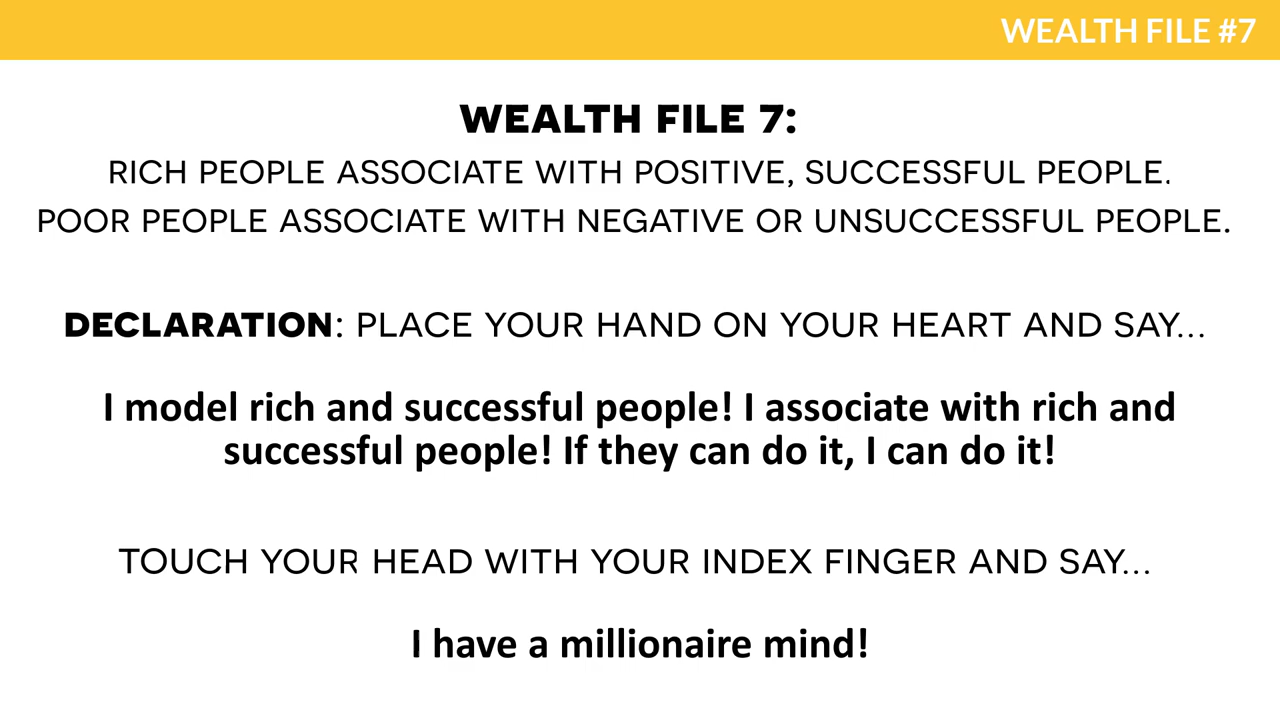 WEALTH FILE #7
WEALTH FILE 7:
RICH PEOPLE ASSOCIATE WITH POSITIVE, SUCCESSFUL PEOPLE.
POOR PEOPLE ASSOCIATE WITH NEGATIVE OR UNSUCCESSFUL PEOPLE.
DECLARATION: PLACE YOUR HAND ON YOUR HEART AND SAY...
I model rich and successful people! I associate with rich and
successful people! If they can do it, I can do it!
TOUCH YOUR HEAD WITH YOUR INDEX FINGER AND SAY...
I have a millionaire mind!